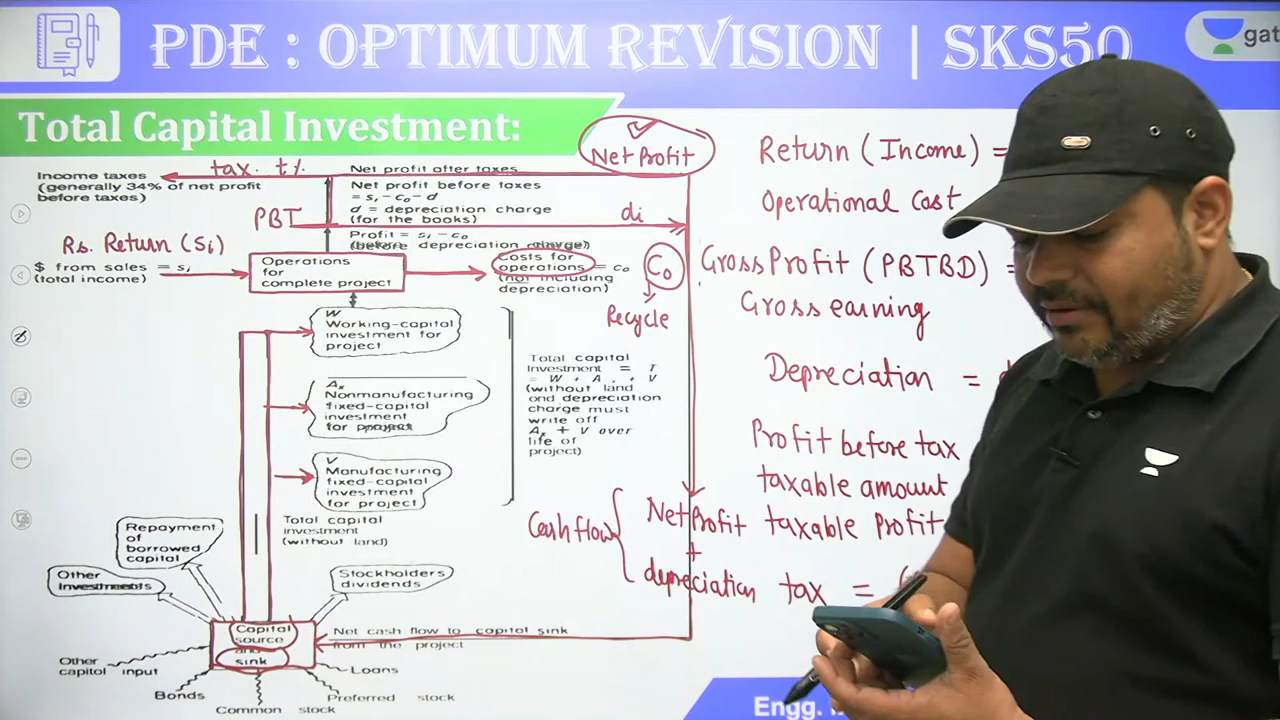 PDE : OPTIMUM REVISION | SKS50
gat
Total Capital Investment:
Net Profit
tax. t%
Income taxes
(generally 34% of net profit
before taxes)
Net profit after taxes
Net profit before taxes
= si - co - d
d = depreciation charge
(for the books)
PBT
di
Profit = si - co
(before depreciation charge)
Rs. Return (Si)
$ from sales = si
(total income)
Operations
for
complete project
Costs for
operations = co
(not including
depreciation)
Co
Recycle
W
Working-capital
investment for
project
Ax
Nonmanufacturing
fixed-capital
investment
for project
V
Manufacturing
fixed-capital
investment
for project
Total capital
Investment = T
= W + A, + V
(without land
and depreciation
charge must
write off
Ax + V over
life of
project)
Total capital
investment
(without land)
Repayment
of
borrowed
capital
Other
investments
Stockholders
dividends
Capital
source
and
sink
Net cash flow to capital sink
from the project
Other
capitol input
Bonds
Common stock
Preferred stock
Loans
Return (Income) =
Operational Cost
Gross Profit (PBTBD) =
Gross earning
Depreciation = d
Profit before tax
taxable amount
Cash flow
Net Profit taxable Profit
+
depreciation tax = (
Engg.